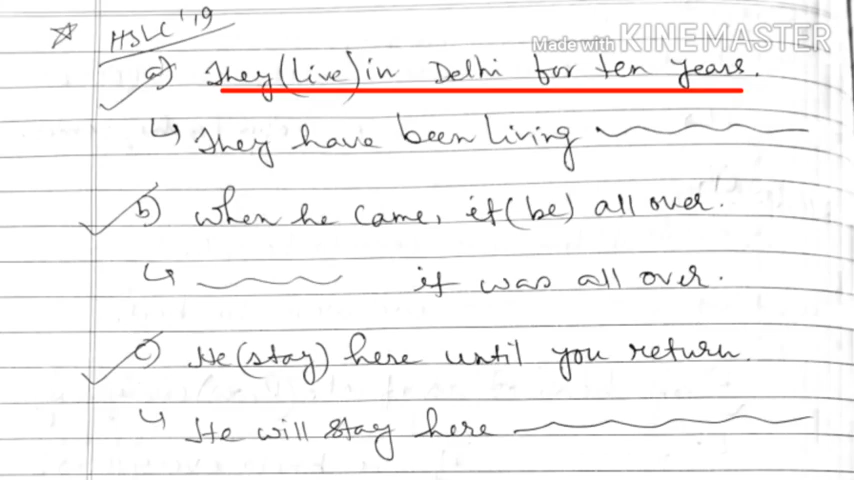 HSLC '19
Made with KINEMASTER
a) They (live) in Delhi for ten years.
They have been living
b) When he came, it (be) all over.
it was all over.
c) He (stay) here until you return.
He will stay here